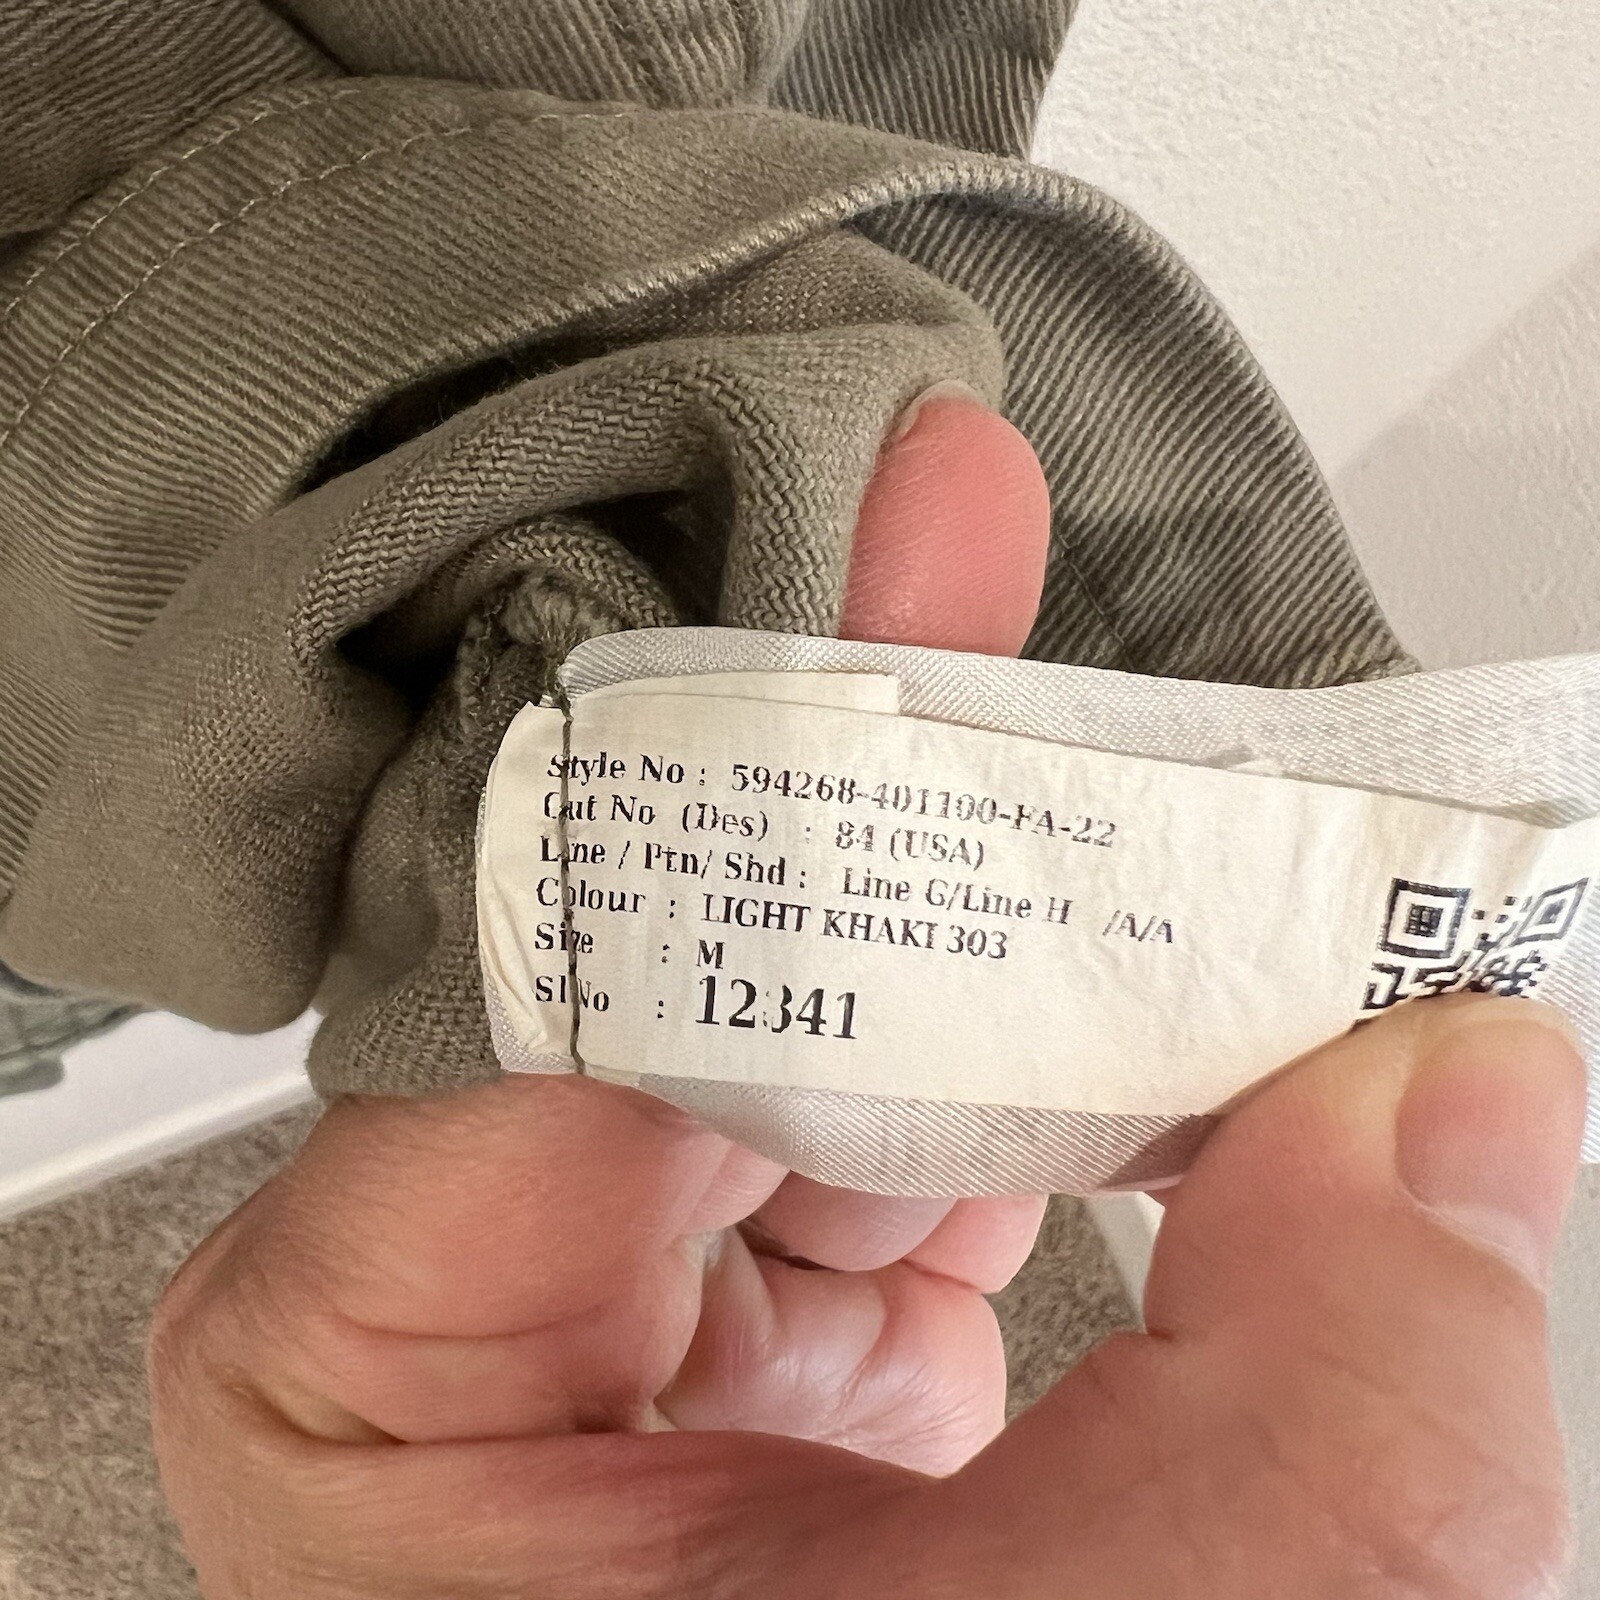 Style No : 594268-401100-FA-22
Cut No (Des) : 84 (USA)
Line / Ptn/ Shd : Line G/Line H /A/A
Colour : LIGHT KHAKI 303
Size : M
Sl No : 12341